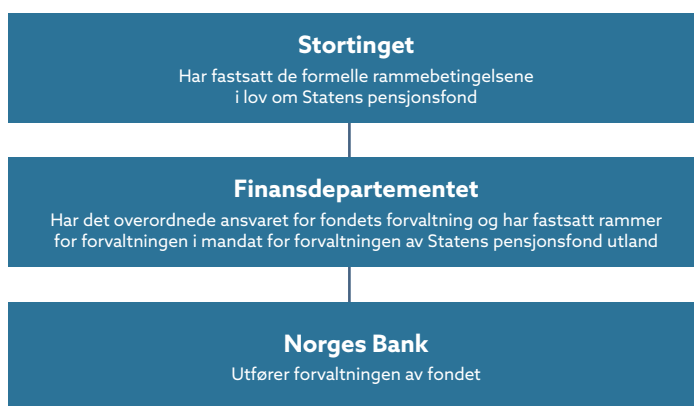 Stortinget
Har fastsatt de formelle rammebetingelsene
i lov om Statens pensjonsfond
Finansdepartementet
Har det overordnede ansvaret for fondets forvaltning og har fastsatt rammer
for forvaltningen i mandat for forvaltningen av Statens pensjonsfond utland
Norges Bank
Utfører forvaltningen av fondet